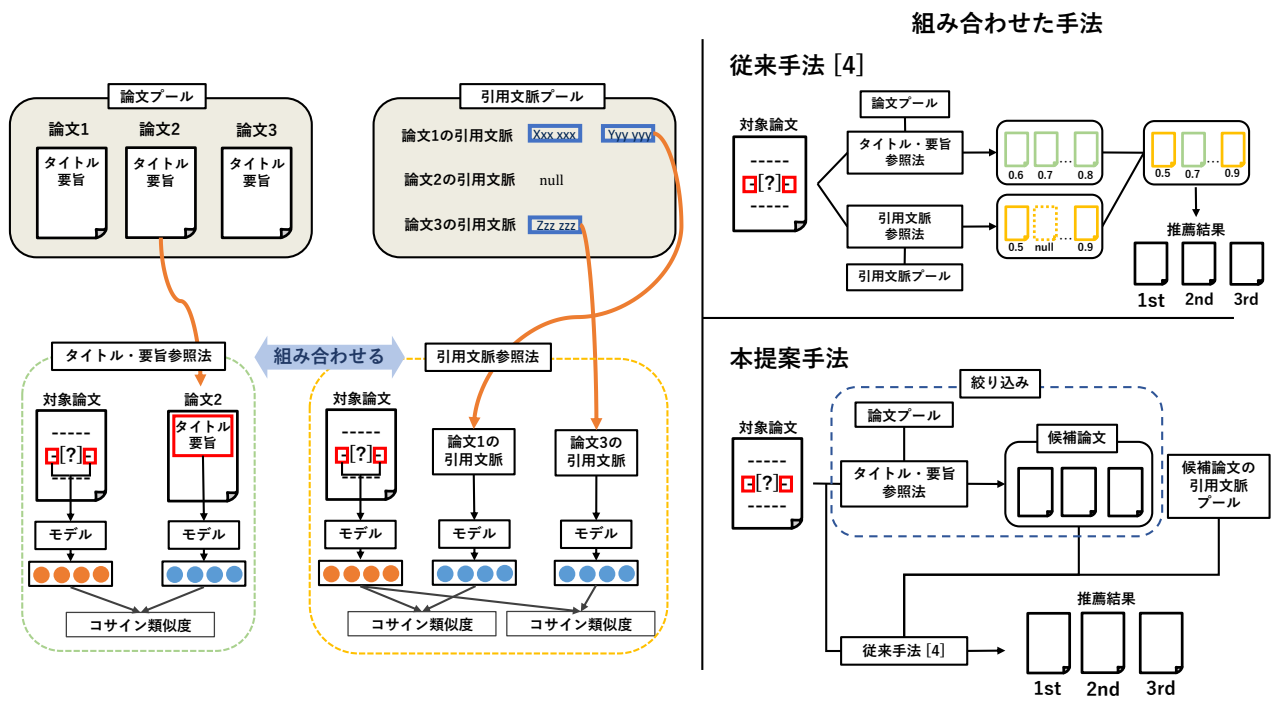 論文プール
論文1
論文2
論文3
タイトル
要旨
タイトル
要旨
タイトル
要旨
引用文脈プール
論文1の引用文脈
Xxx xxx
Yyy yyy
論文2の引用文脈
null
論文3の引用文脈
Zzz zzz
タイトル・要旨参照法
組み合わせる
引用文脈参照法
対象論文
[?]
論文2
タイトル
要旨
モデル
モデル
コサイン類似度
対象論文
[?]
論文1の
引用文脈
論文3の
引用文脈
モデル
モデル
モデル
コサイン類似度
コサイン類似度
組み合わせた手法
従来手法 [4]
対象論文
[?]
論文プール
タイトル・要旨
参照法
引用文脈
参照法
引用文脈プール
...
0.6
0.7
0.8
...
0.5
null
0.9
...
0.5
0.7
0.9
推薦結果
1st
2nd
3rd
本提案手法
対象論文
[?]
絞り込み
論文プール
タイトル・要旨
参照法
候補論文
候補論文の
引用文脈
プール
従来手法 [4]
推薦結果
1st
2nd
3rd